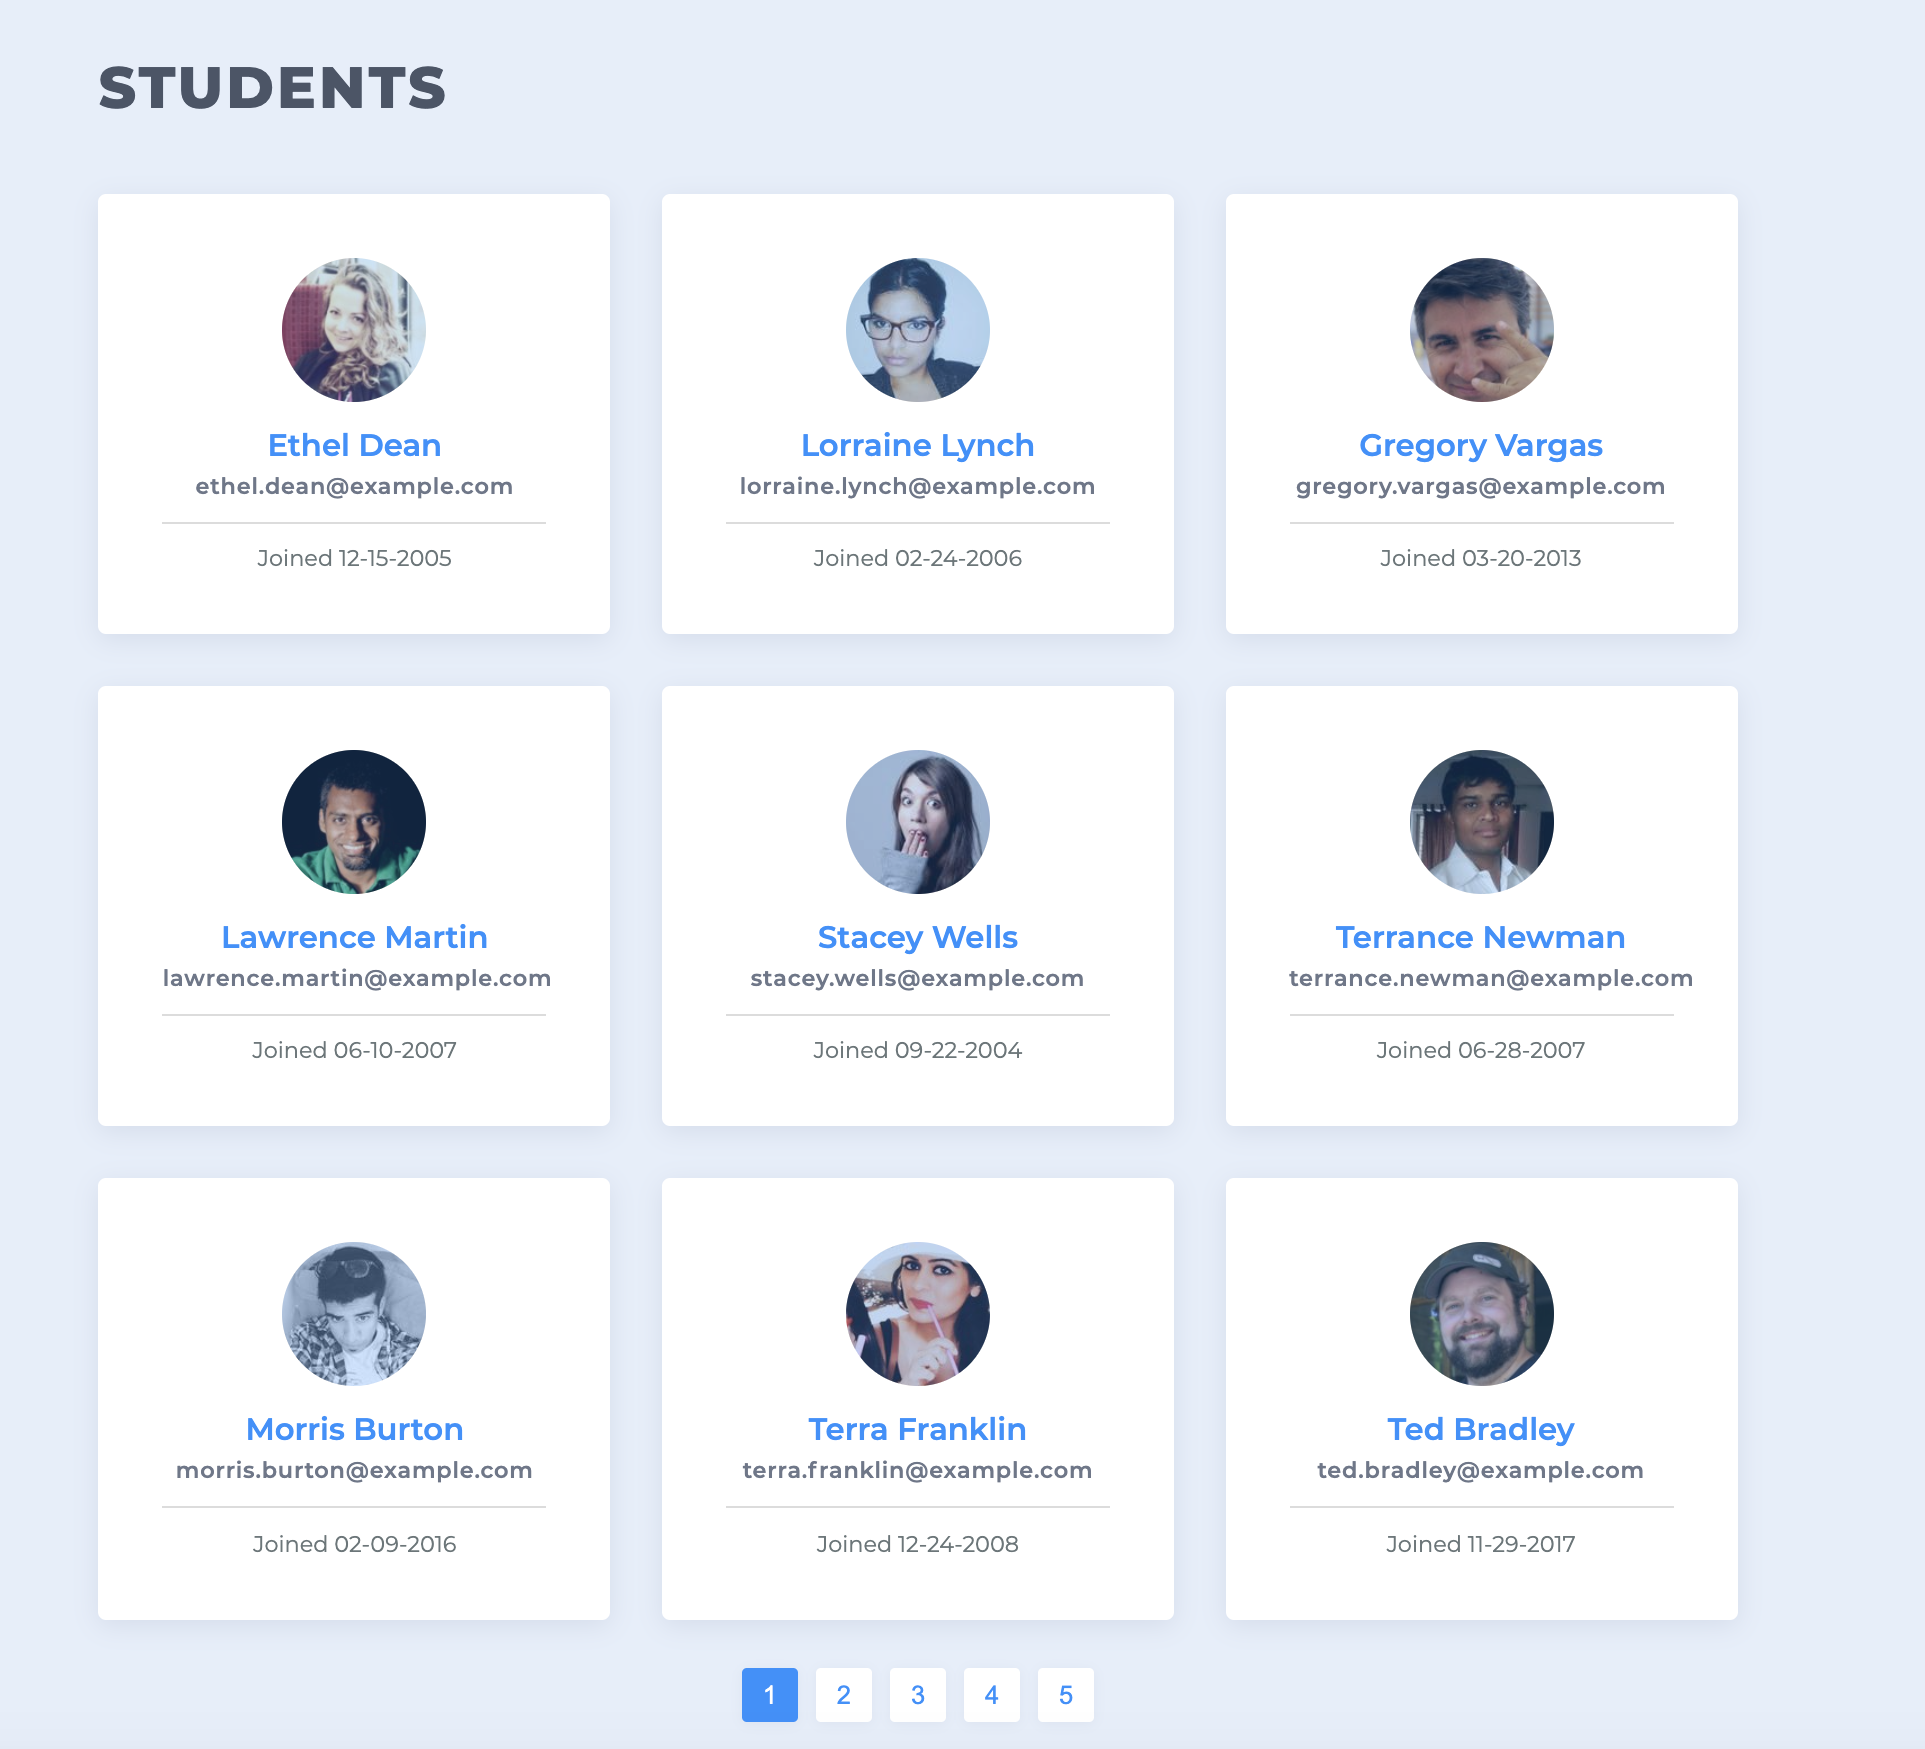 STUDENTS
Ethel Dean
ethel.dean@example.com
Joined 12-15-2005
Lorraine Lynch
lorraine.lynch@example.com
Joined 02-24-2006
Gregory Vargas
gregory.vargas@example.com
Joined 03-20-2013
Lawrence Martin
lawrence.martin@example.com
Joined 06-10-2007
Stacey Wells
stacey.wells@example.com
Joined 09-22-2004
Terrance Newman
terrance.newman@example.com
Joined 06-28-2007
Morris Burton
morris.burton@example.com
Joined 02-09-2016
Terra Franklin
terra.franklin@example.com
Joined 12-24-2008
Ted Bradley
ted.bradley@example.com
Joined 11-29-2017
1 2 3 4 5